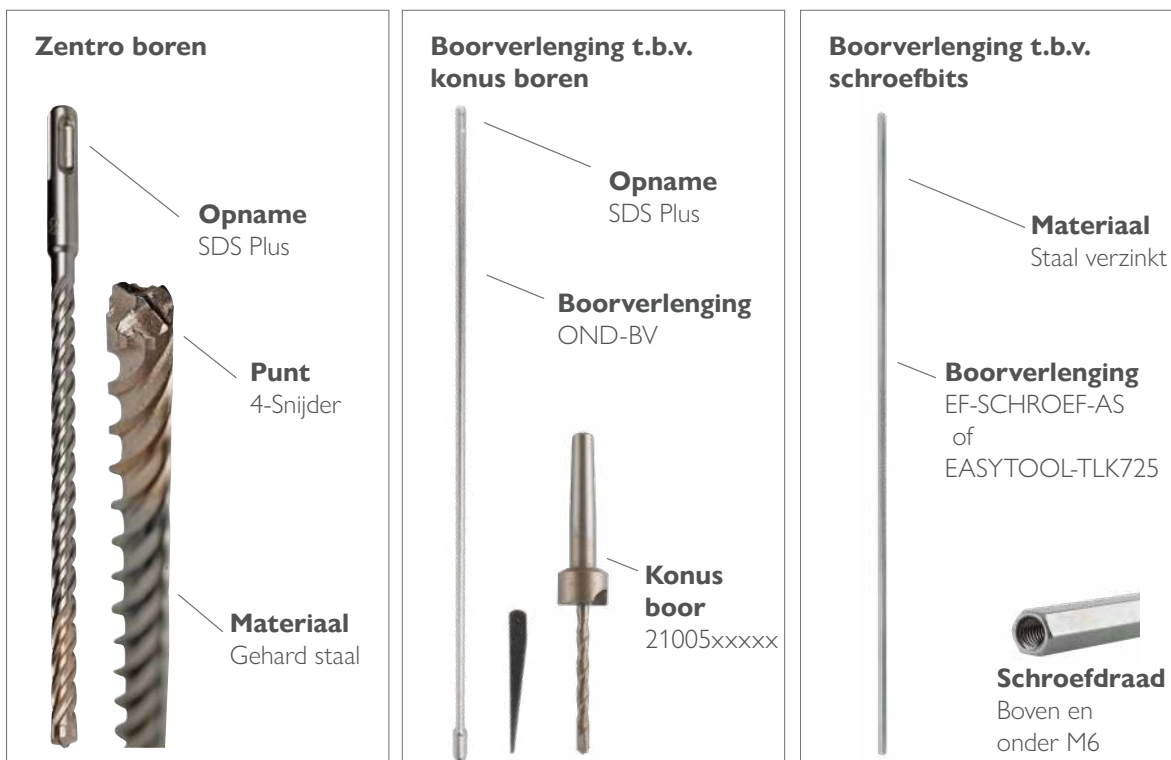 Zentro boren
Opname
SDS Plus
Punt
4-Snijder
Materiaal
Gehard staal
Boorverlenging t.b.v.
konus boren
Opname
SDS Plus
Boorverlenging
OND-BV
Konus
boor
21005xxxxx
Boorverlenging t.b.v.
schroefbits
Materiaal
Staal verzinkt
Boorverlenging
EF-SCHROEF-AS
of
EASYTOOL-TLK725
Schroefdraad
Boven en
onder M6